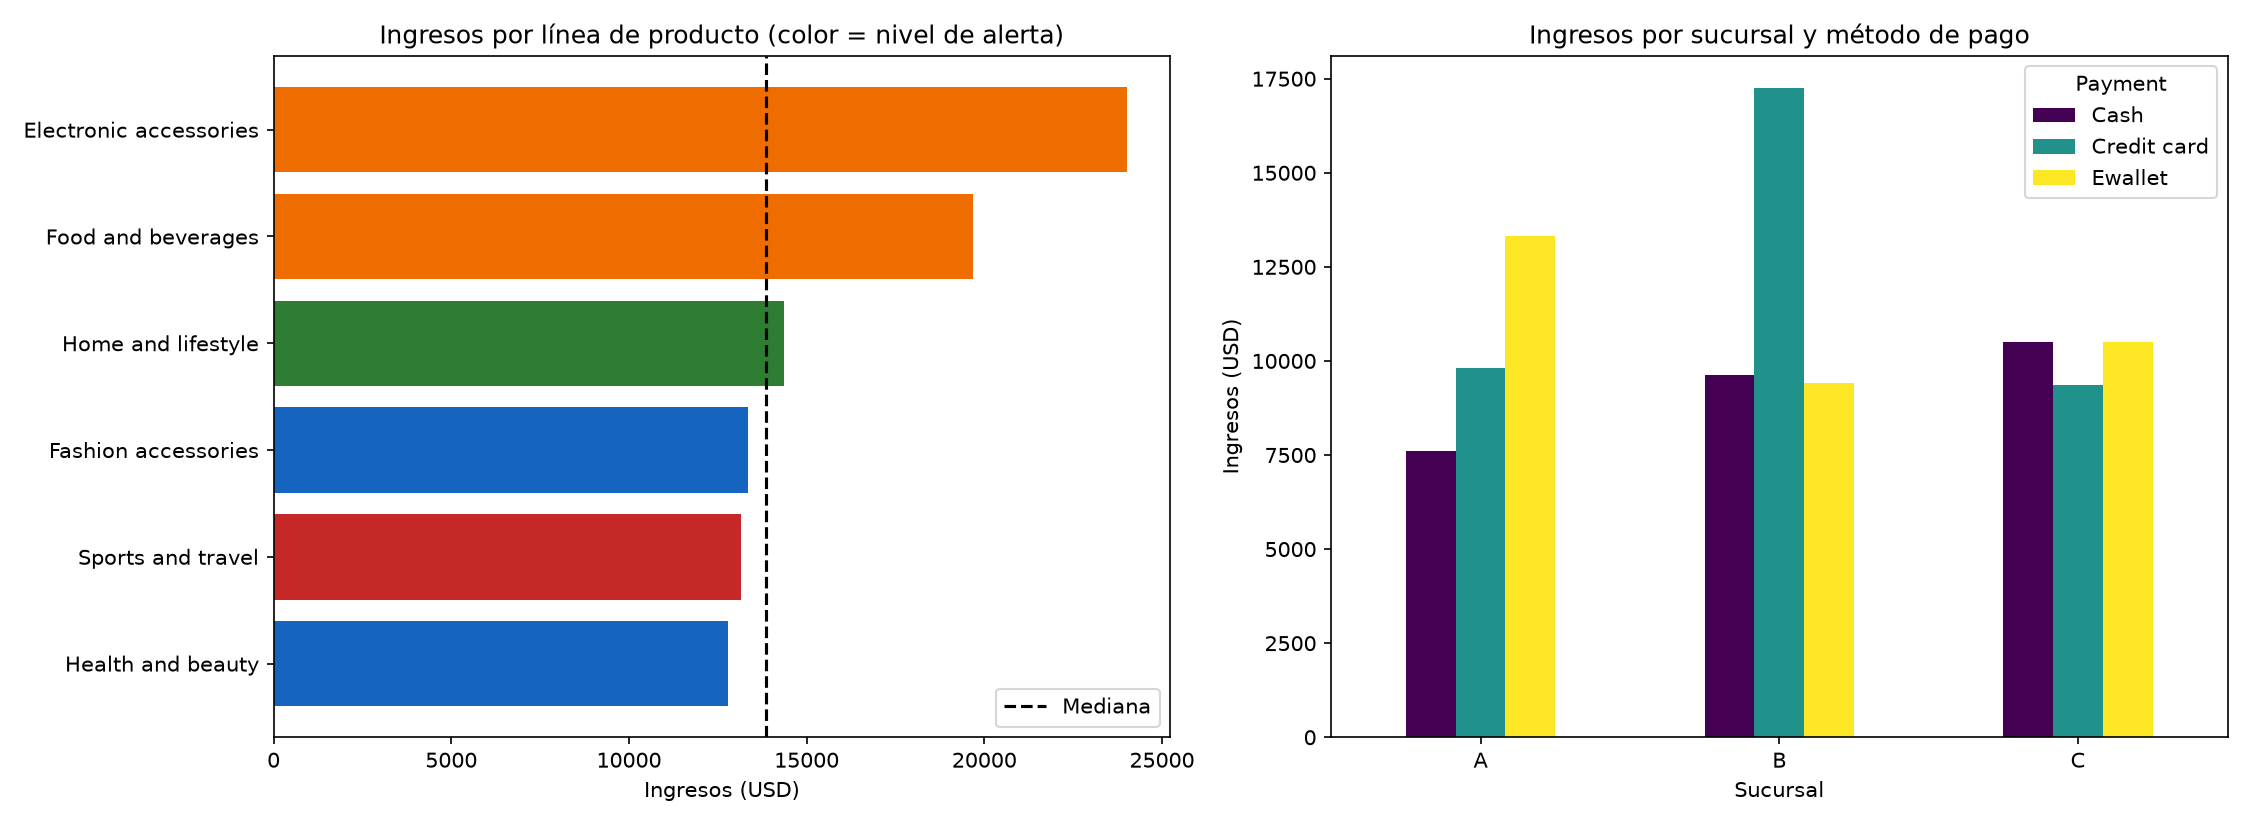 Ingresos por línea de producto (color = nivel de alerta)
Electronic accessories
Food and beverages
Home and lifestyle
Fashion accessories
Sports and travel
Health and beauty
Mediana
0 5000 10000 15000 20000 25000
Ingresos (USD)
Ingresos por sucursal y método de pago
Payment
Cash
Credit card
Ewallet
Ingresos (USD)
17500
15000
12500
10000
7500
5000
2500
0
A B C
Sucursal